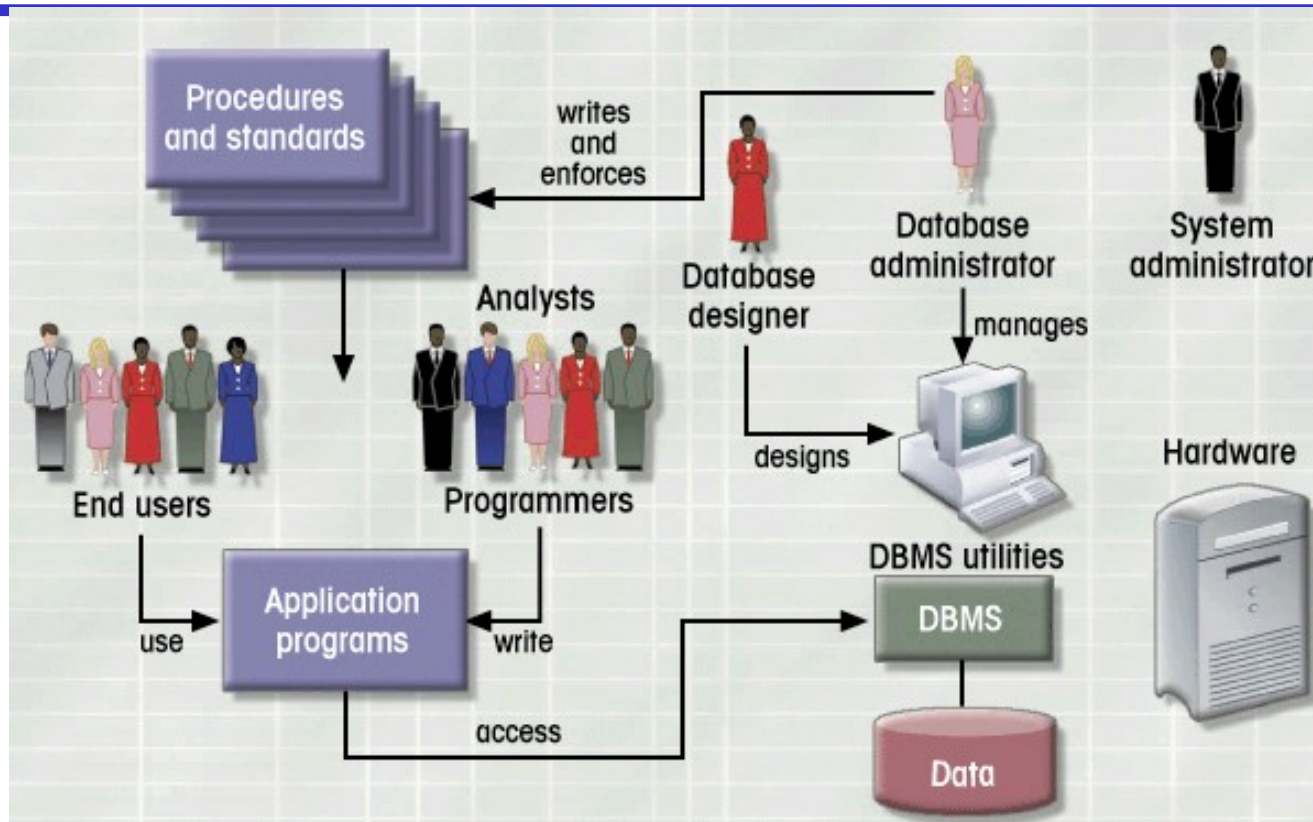 Procedures
and standards
writes
and
enforces
Database
administrator
System
administrator
Database
designer
Analysts
manages
designs
Hardware
End users
Programmers
DBMS utilities
Application
programs
use
write
DBMS
access
Data